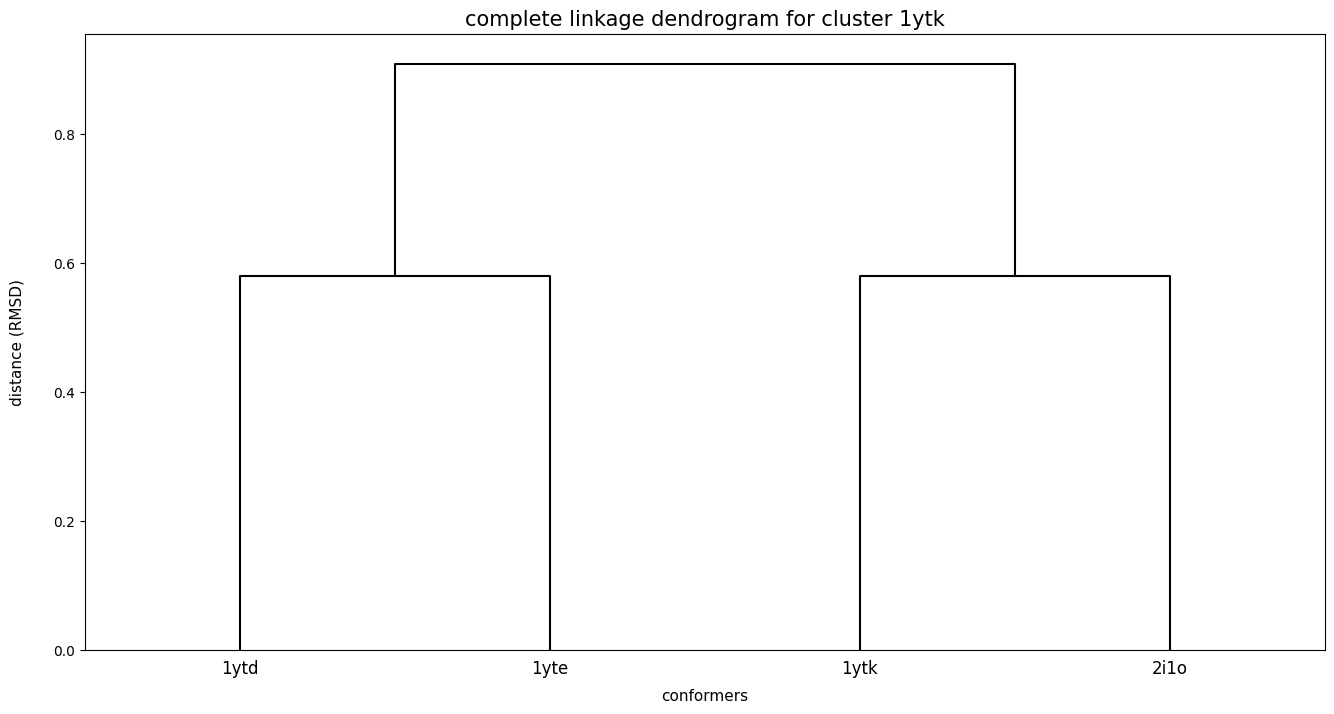 complete linkage dendrogram for cluster 1ytk
distance (RMSD)
0.8
0.6
0.4
0.2
0.0
1ytd 1yte 1ytk 2i1o
conformers